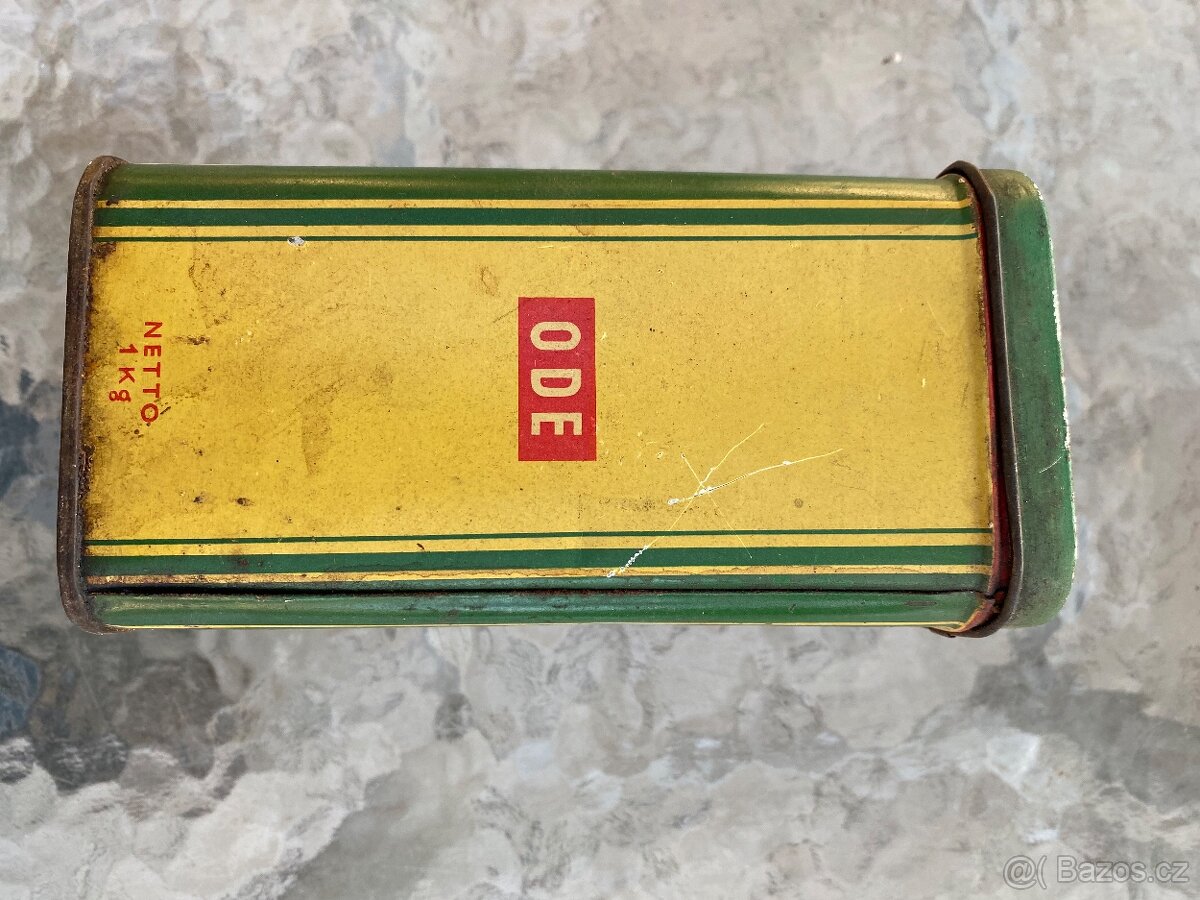 ODE
NETTO
1 Kg
@( Bazos.cz